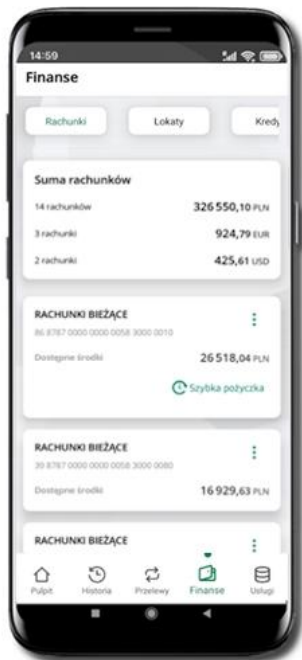 14:59
Finanse
Rachunki Lokaty Kredy
Suma rachunków
14 rachunków 326 550,10 PLN
3 rachunki 924,79 EUR
2 rachunki 425,61 USD
RACHUNKI BIEŻĄCE
86 8787 0000 0000 0058 3000 0010
Dostępne środki 26 518,04 PLN
Szybka pożyczka
RACHUNKI BIEŻĄCE
30 8787 0000 0000 0058 3000 0080
Dostępne środki 16 929,63 PLN
RACHUNKI BIEŻĄCE
Pulpit Historia Przelewy Finanse Usługi